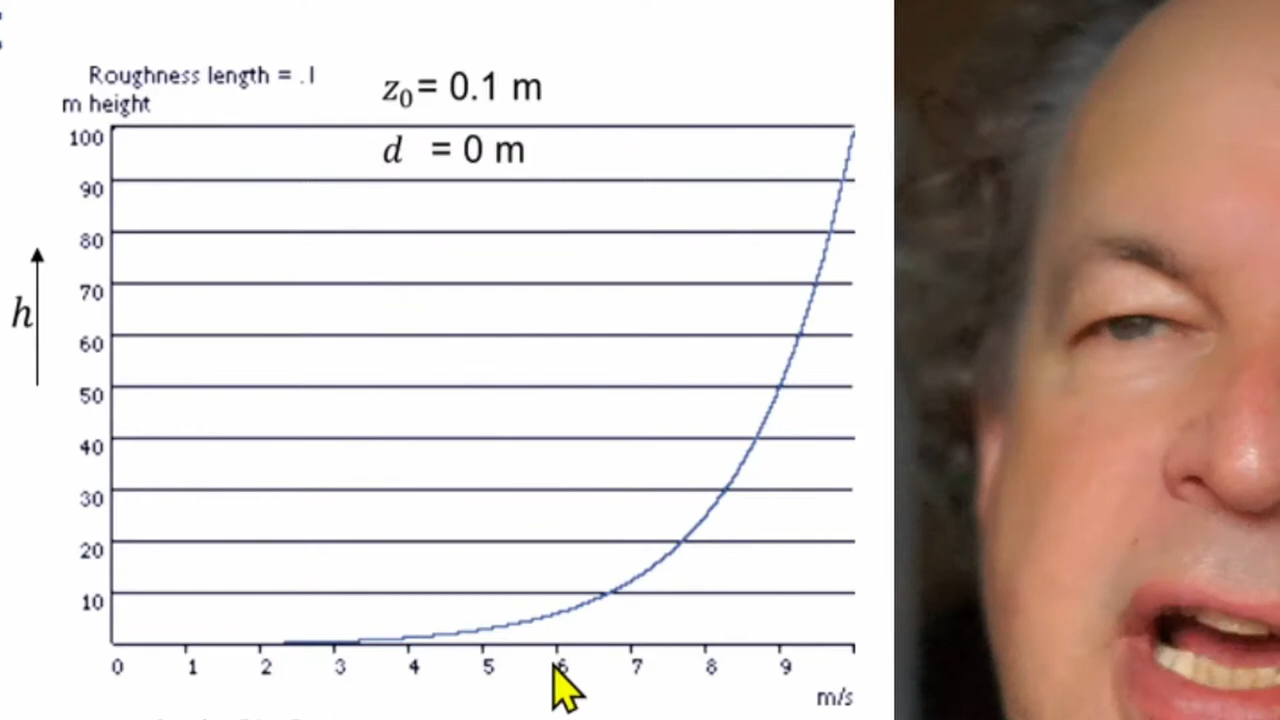 Roughness length = .1
z₀ = 0.1 m
m height
d = 0 m
100
90
80
70
60
50
40
30
20
10
h
0 1 2 3 4 5 6 7 8 9
m/s